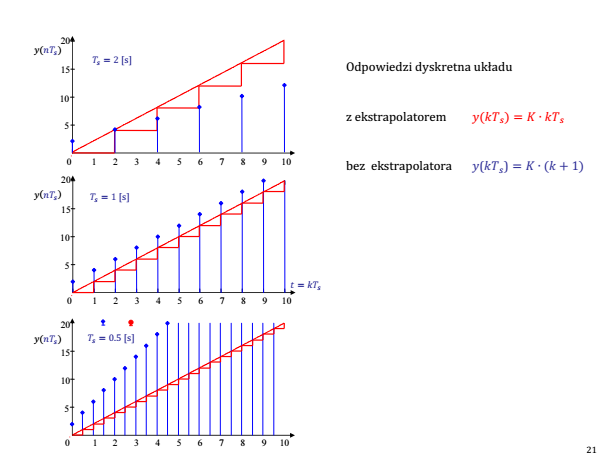 y(nTₛ)
20
15
10
5
Tₛ = 2 [s]
0 1 2 3 4 5 6 7 8 9 10
y(nTₛ)
20
15
10
5
Tₛ = 1 [s]
0 1 2 3 4 5 6 7 8 9 10
t = kTₛ
y(nTₛ)
20
15
10
5
Tₛ = 0.5 [s]
0 1 2 3 4 5 6 7 8 9 10
Odpowiedzi dyskretna układu
z ekstrapolatorem y(kTₛ) = K · kTₛ
bez ekstrapolatora y(kTₛ) = K · (k + 1)
21